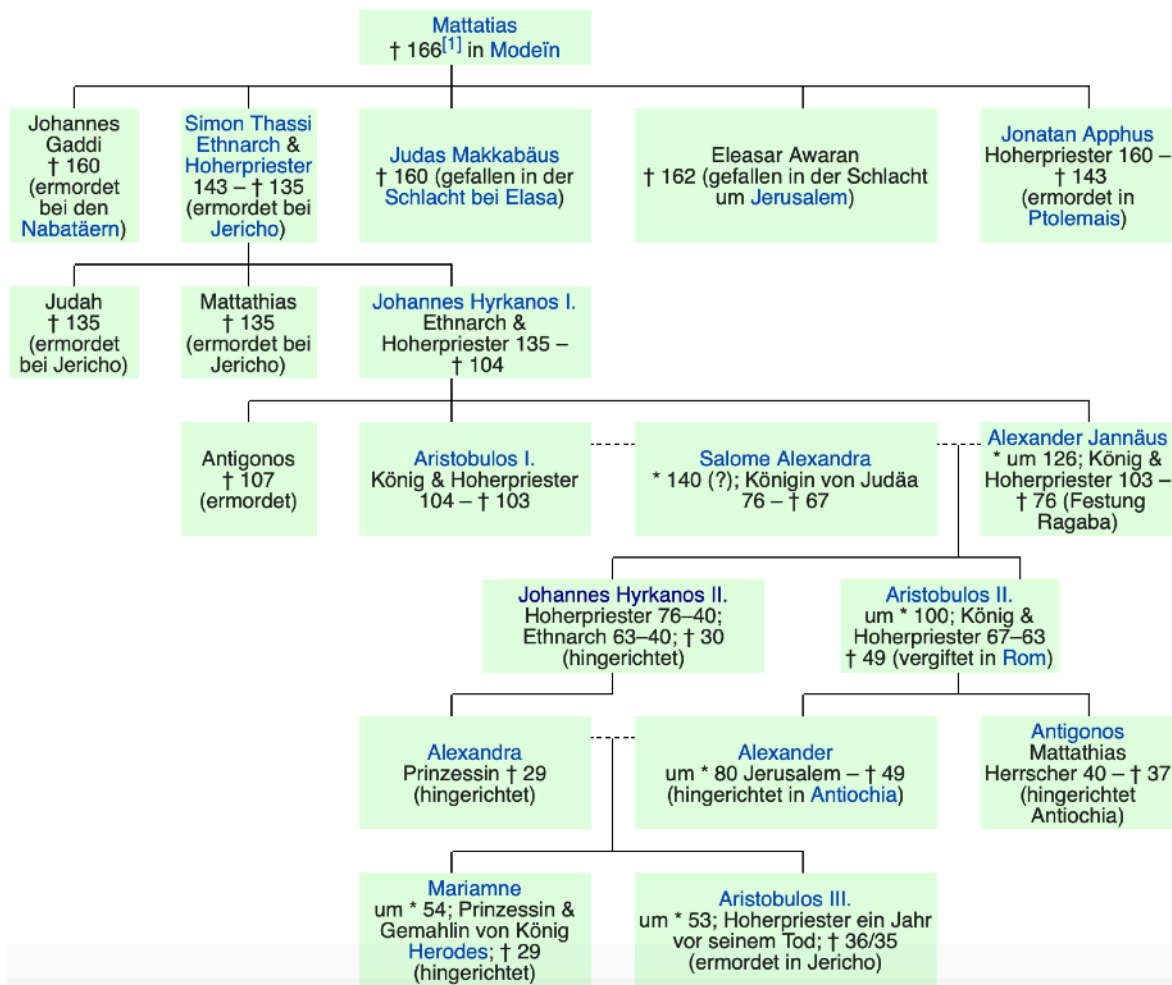 Mattatias
† 166[1] in Modeïn
Johannes
Gaddi
† 160
(ermordet
bei den
Nabatäern)
Simon Thassi
Ethnarch &
Hoherpriester
143 – † 135
(ermordet bei
Jericho)
Judas Makkabäus
† 160 (gefallen in der
Schlacht bei Elasa)
Eleasar Awaran
† 162 (gefallen in der Schlacht
um Jerusalem)
Jonatan Apphus
Hoherpriester 160 –
† 143
(ermordet in
Ptolemais)
Judah
† 135
(ermordet
bei Jericho)
Mattathias
† 135
(ermordet bei
Jericho)
Johannes Hyrkanos I.
Ethnarch &
Hoherpriester 135 –
† 104
Antigonos
† 107
(ermordet)
Aristobulos I.
König & Hoherpriester
104 – † 103
Salome Alexandra
* 140 (?); Königin von Judäa
76 – † 67
Alexander Jannäus
* um 126; König &
Hoherpriester 103 –
† 76 (Festung
Ragaba)
Johannes Hyrkanos II.
Hoherpriester 76–40;
Ethnarch 63–40; † 30
(hingerichtet)
Aristobulos II.
um * 100; König &
Hoherpriester 67–63
† 49 (vergiftet in Rom)
Alexandra
Prinzessin † 29
(hingerichtet)
Alexander
um * 80 Jerusalem – † 49
(hingerichtet in Antiochia)
Antigonos
Mattathias
Herrscher 40 – † 37
(hingerichtet
Antiochia)
Mariamne
um * 54; Prinzessin &
Gemahlin von König
Herodes; † 29
(hingerichtet)
Aristobulos III.
um * 53; Hoherpriester ein Jahr
vor seinem Tod; † 36/35
(ermordet in Jericho)